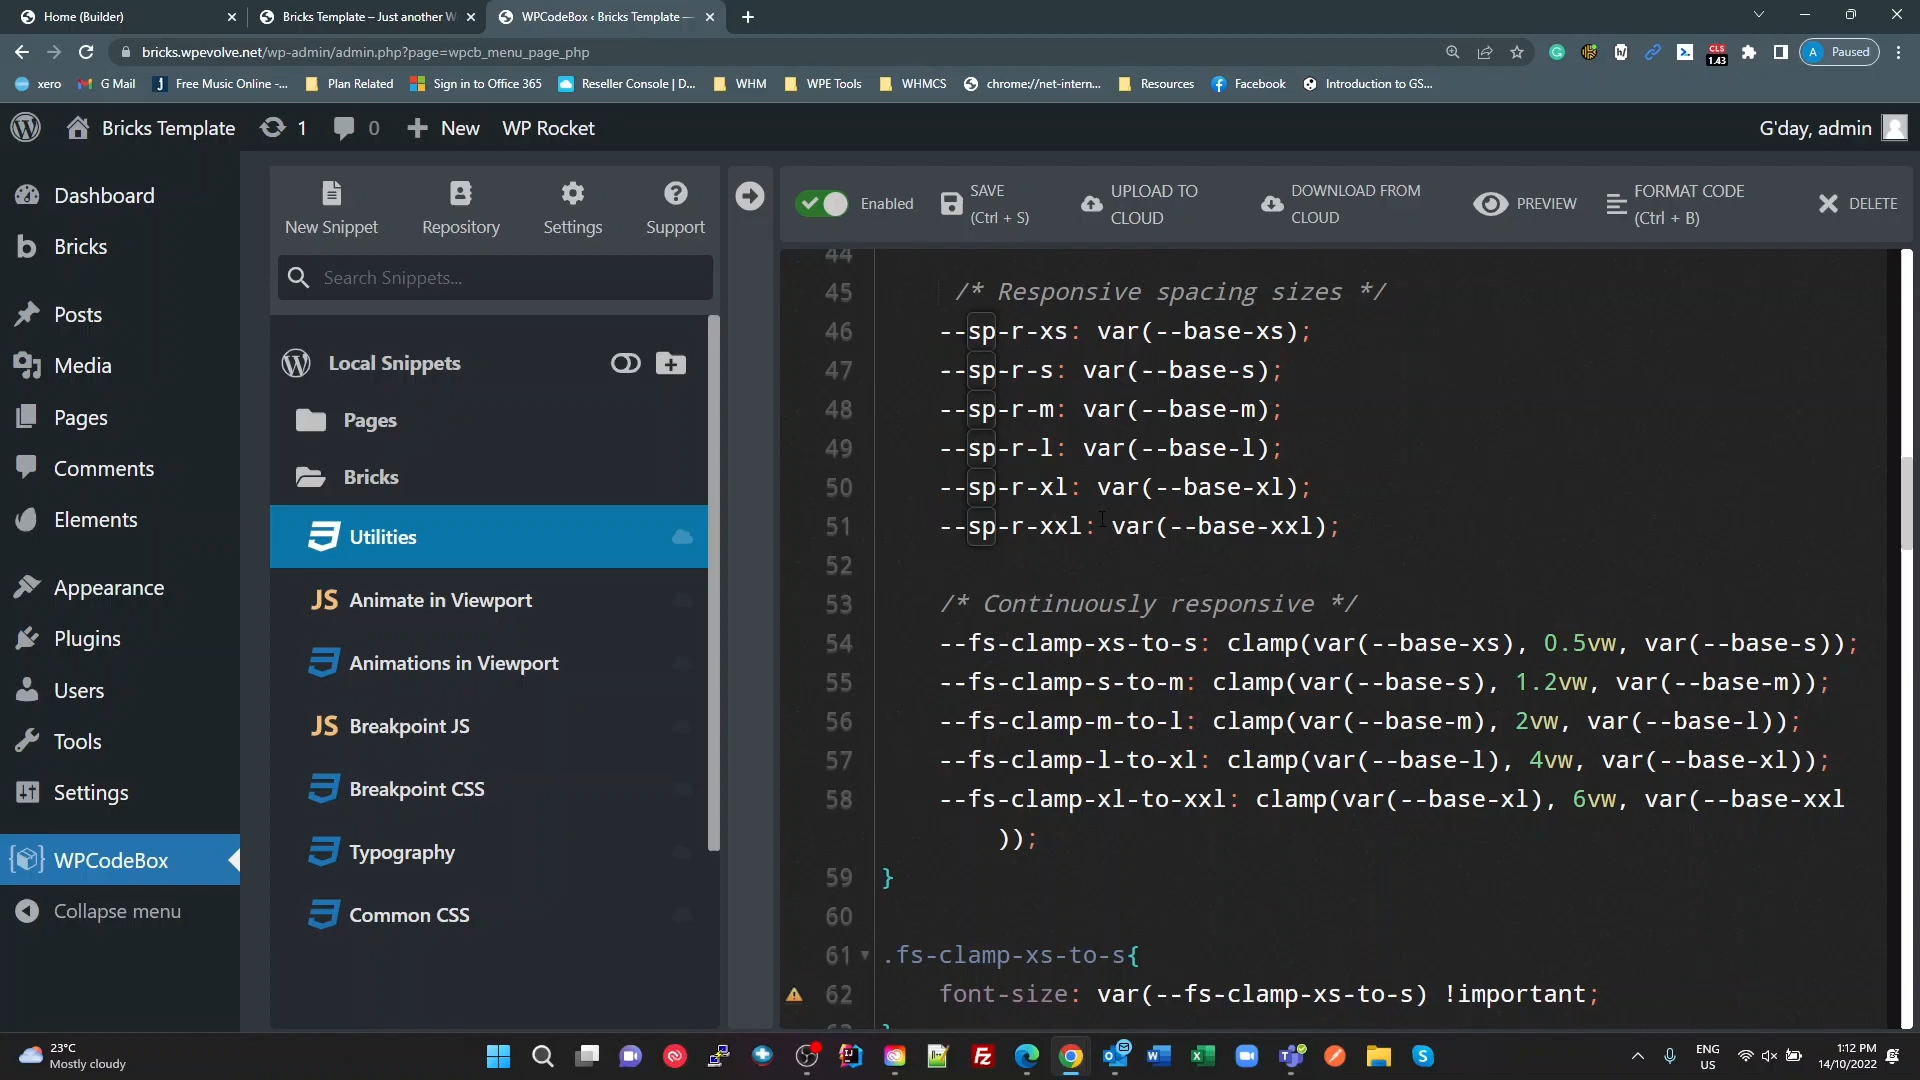 Home (Builder)
Bricks Template – Just another W
WPCodeBox ‹ Bricks Template —
bricks.wpevolve.net/wp-admin/admin.php?page=wpcb_menu_page_php
CLS
1.43
A Paused
xero
G Mail
Free Music Online -...
Plan Related
Sign in to Office 365
Reseller Console | D...
WHM
WPE Tools
WHMCS
chrome://net-intern...
Resources
Facebook
Introduction to GS...
Bricks Template
1
0
New
WP Rocket
G'day, admin
Dashboard
Bricks
Posts
Media
Pages
Comments
Elements
Appearance
Plugins
Users
Tools
Settings
WPCodeBox
Collapse menu
New Snippet
Repository
Settings
Support
Search Snippets...
Local Snippets
Pages
Bricks
Utilities
JS Animate in Viewport
Animations in Viewport
JS Breakpoint JS
Breakpoint CSS
Typography
Common CSS
Enabled
SAVE
(Ctrl + S)
UPLOAD TO
CLOUD
DOWNLOAD FROM
CLOUD
PREVIEW
FORMAT CODE
(Ctrl + B)
DELETE
44
45 /* Responsive spacing sizes */
46 --sp-r-xs: var(--base-xs);
47 --sp-r-s: var(--base-s);
48 --sp-r-m: var(--base-m);
49 --sp-r-l: var(--base-l);
50 --sp-r-xl: var(--base-xl);
51 --sp-r-xxl: var(--base-xxl);
52
53 /* Continuously responsive */
54 --fs-clamp-xs-to-s: clamp(var(--base-xs), 0.5vw, var(--base-s));
55 --fs-clamp-s-to-m: clamp(var(--base-s), 1.2vw, var(--base-m));
56 --fs-clamp-m-to-l: clamp(var(--base-m), 2vw, var(--base-l));
57 --fs-clamp-l-to-xl: clamp(var(--base-l), 4vw, var(--base-xl));
58 --fs-clamp-xl-to-xxl: clamp(var(--base-xl), 6vw, var(--base-xxl
));
59 }
60
61 .fs-clamp-xs-to-s{
62 font-size: var(--fs-clamp-xs-to-s) !important;
23°C
Mostly cloudy
ENG
US
1:12 PM
14/10/2022